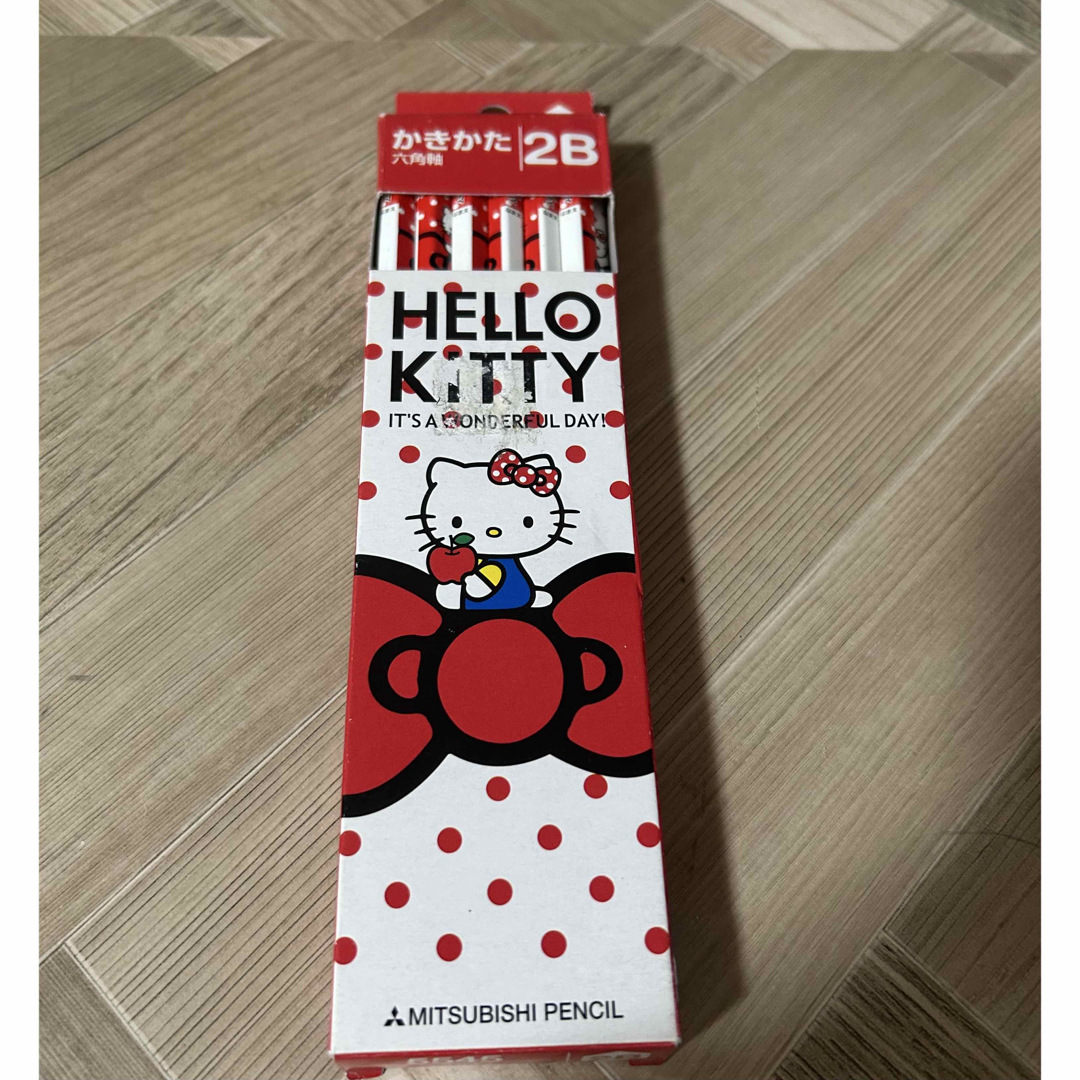 かきかた
六角軸
2B
HELLO
KITTY
IT'S A WONDERFUL DAY!
MITSUBISHI PENCIL